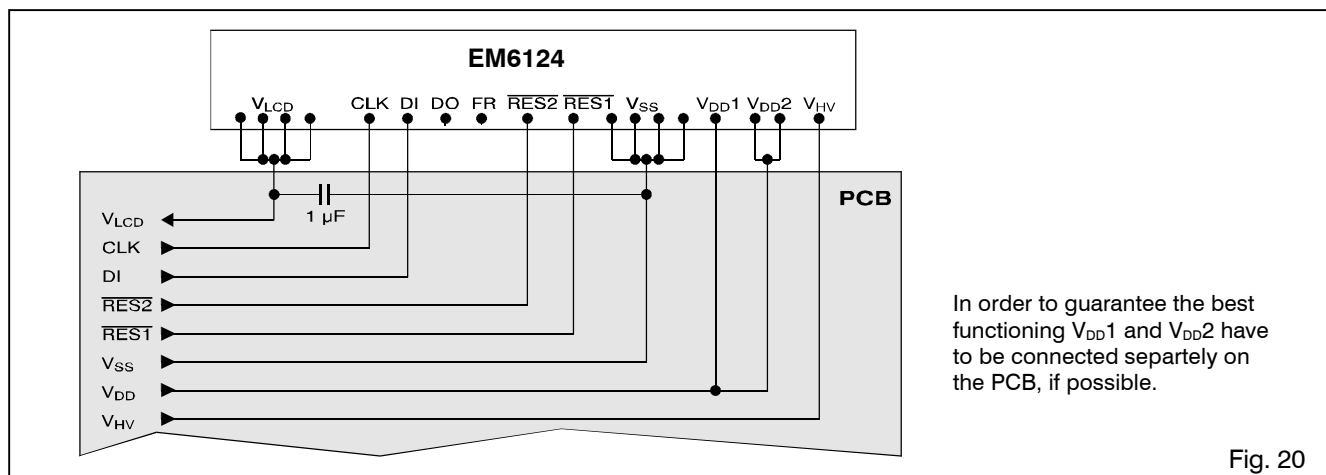 EM6124
VLCD CLK DI DO FR RES2 RES1 VSS VDD1 VDD2 VHV
PCB
1 µF
VLCD
CLK
DI
RES2
RES1
VSS
VDD
VHV
In order to guarantee the best
functioning VDD1 and VDD2 have
to be connected separtely on
the PCB, if possible.
Fig. 20